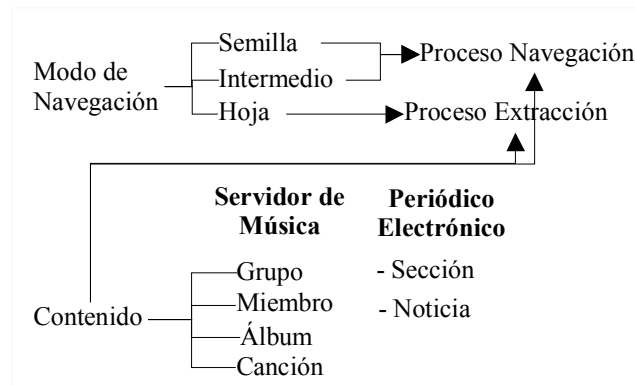 Semilla
Proceso Navegación
Modo de
Navegación
Intermedio
Hoja
Proceso Extracción
Servidor de
Música
Periódico
Electrónico
Grupo
- Sección
Miembro
- Noticia
Contenido
Álbum
Canción